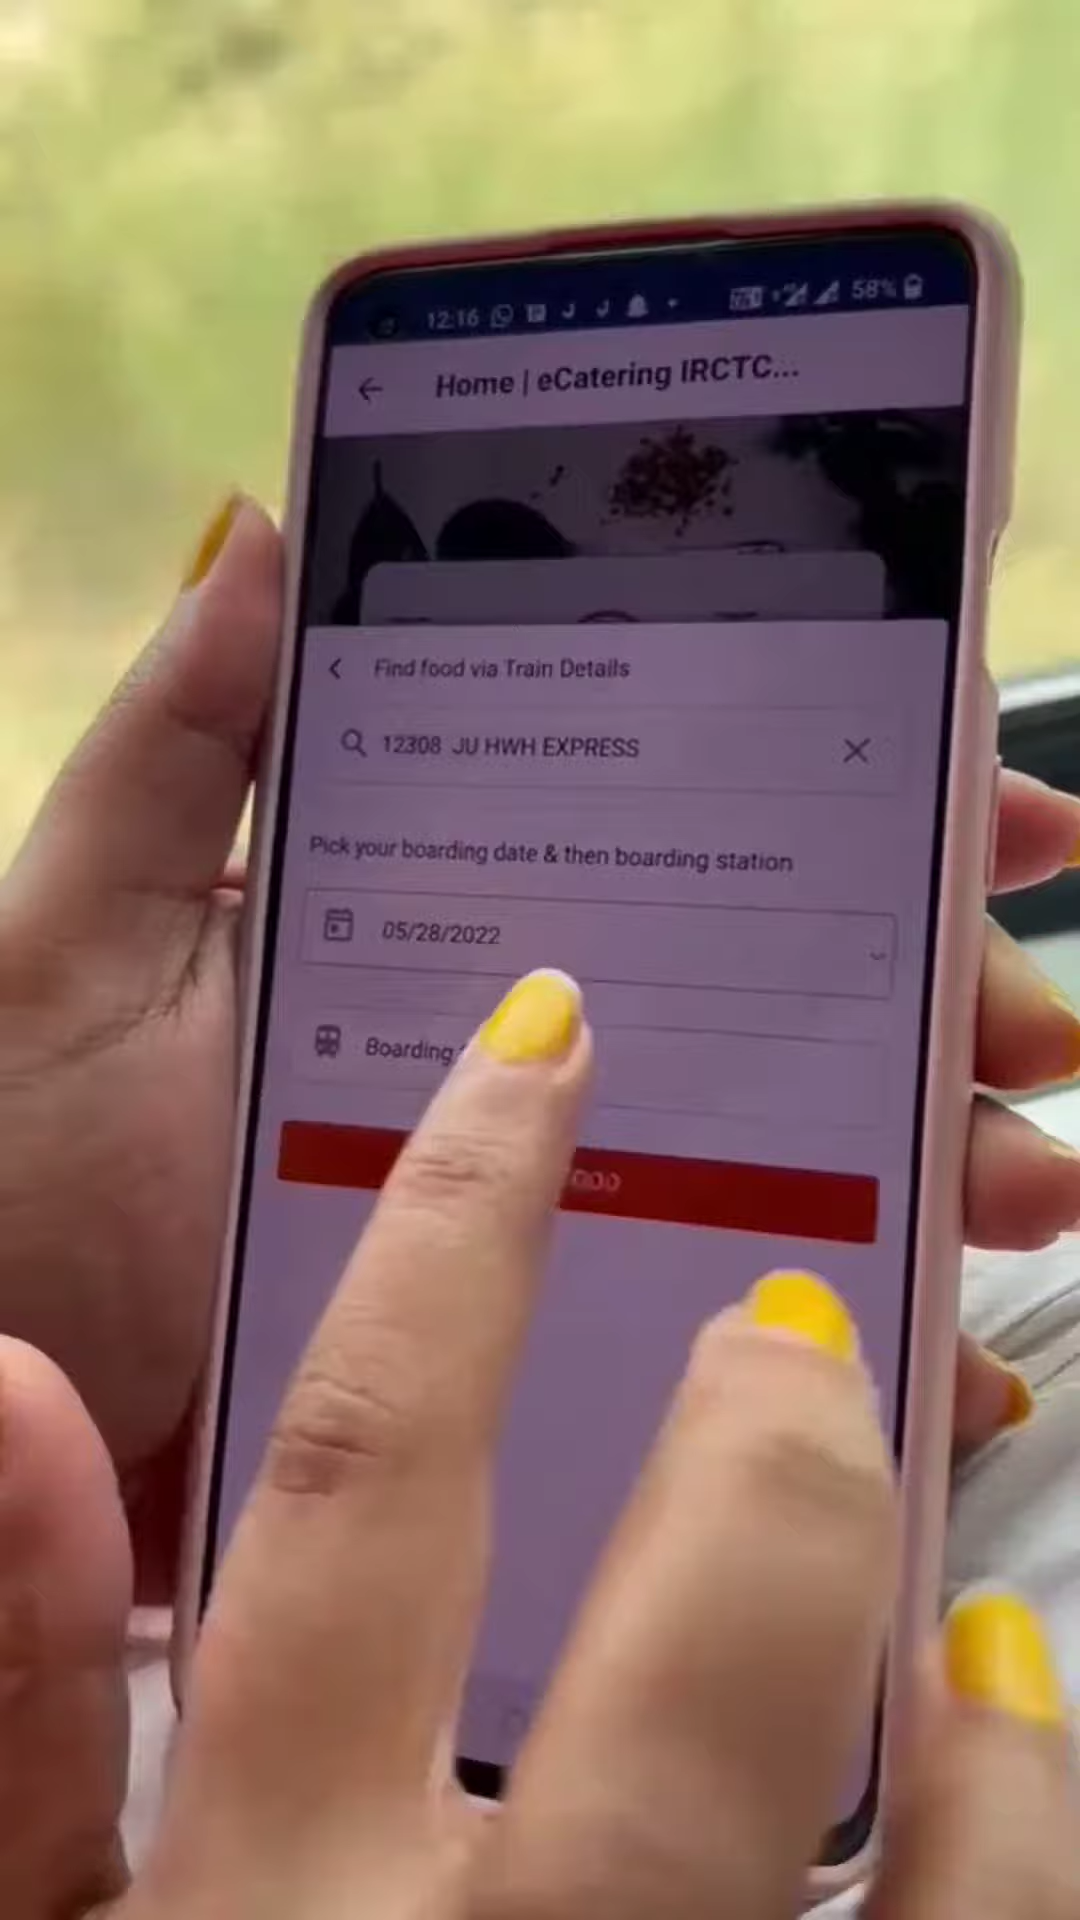 12:16 58%
Home | eCatering IRCTC...
Find food via Train Details
12308 JU HWH EXPRESS
Pick your boarding date & then boarding station
05/28/2022
Boarding